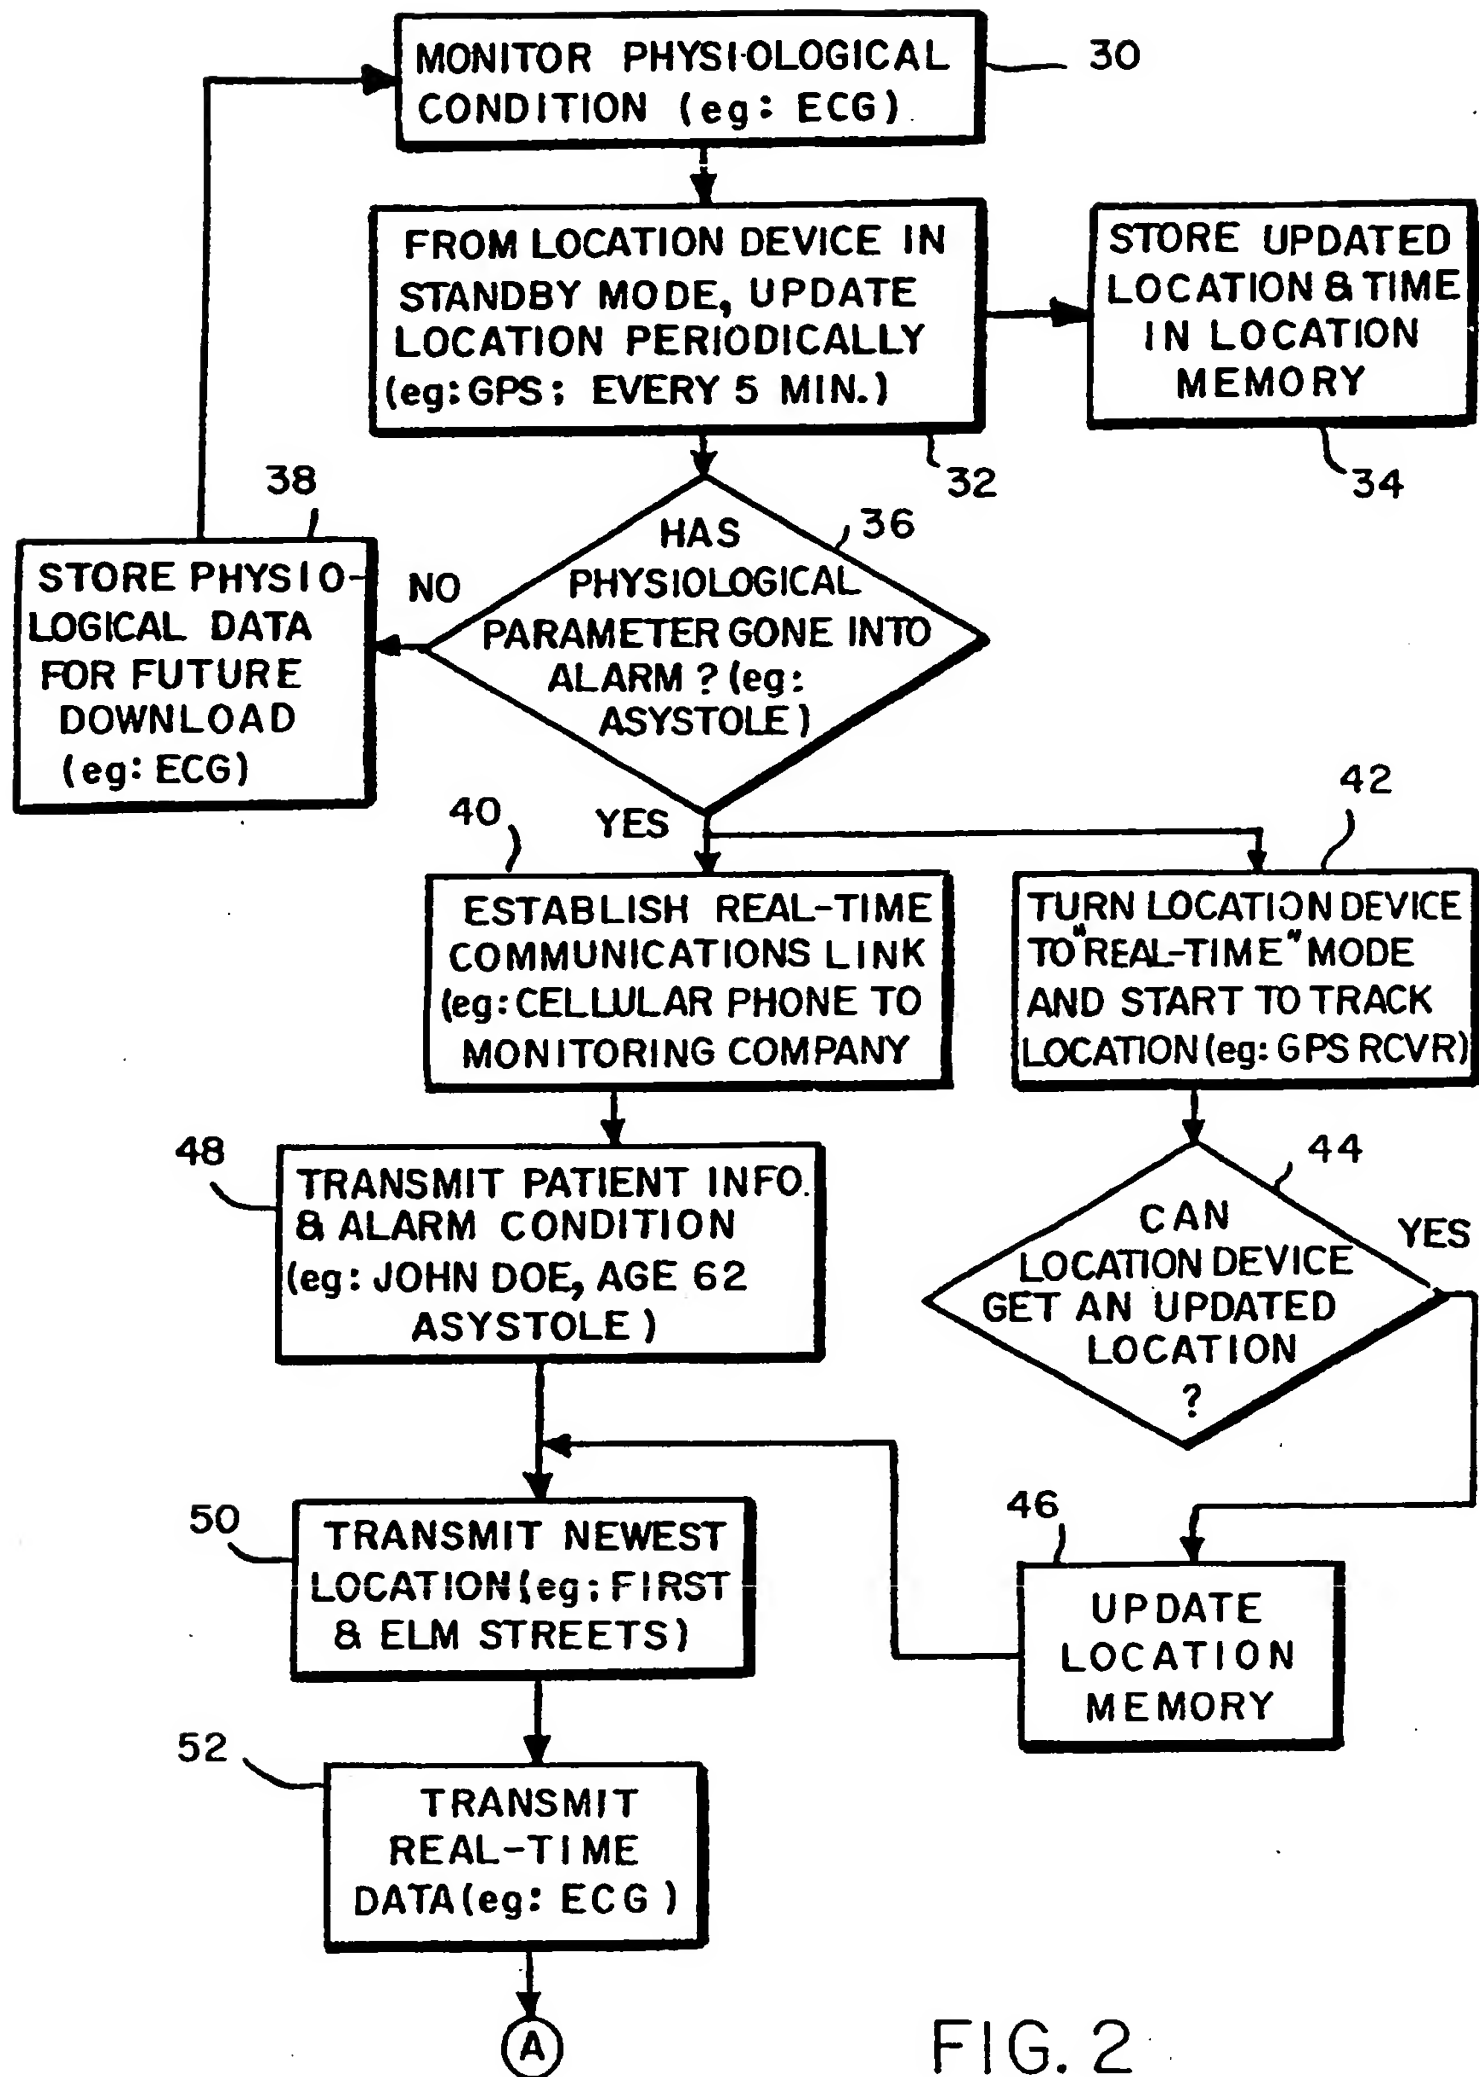 MONITOR PHYSIOLOGICAL
CONDITION (eg: ECG)
30
FROM LOCATION DEVICE IN
STANDBY MODE, UPDATE
LOCATION PERIODICALLY
(eg: GPS; EVERY 5 MIN.)
32
STORE UPDATED
LOCATION & TIME
IN LOCATION
MEMORY
34
38
STORE PHYSIO-
LOGICAL DATA
FOR FUTURE
DOWNLOAD
(eg: ECG)
NO
36
HAS
PHYSIOLOGICAL
PARAMETER GONE INTO
ALARM? (eg:
ASYSTOLE)
YES
40
ESTABLISH REAL-TIME
COMMUNICATIONS LINK
(eg: CELLULAR PHONE TO
MONITORING COMPANY
42
TURN LOCATION DEVICE
TO "REAL-TIME" MODE
AND START TO TRACK
LOCATION (eg: GPS RCVR)
48
TRANSMIT PATIENT INFO.
& ALARM CONDITION
(eg: JOHN DOE, AGE 62
ASYSTOLE)
44
CAN
LOCATION DEVICE
GET AN UPDATED
LOCATION
?
YES
50
TRANSMIT NEWEST
LOCATION (eg: FIRST
& ELM STREETS)
46
UPDATE
LOCATION
MEMORY
52
TRANSMIT
REAL-TIME
DATA (eg: ECG)
A
FIG. 2